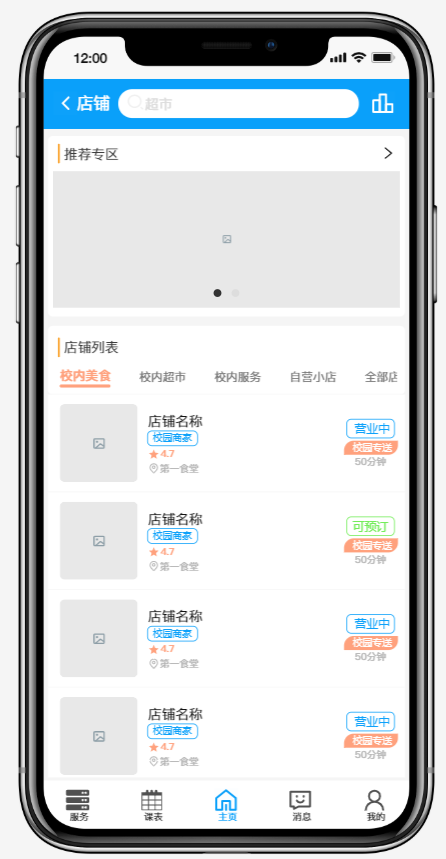 12:00
店铺 超市
推荐专区
店铺列表
校内美食 校内超市 校内服务 自营小店 全部店
店铺名称
校园商家
4.7
第一食堂
营业中
校园专送
50分钟
店铺名称
校园商家
4.7
第一食堂
可预订
校园专送
50分钟
店铺名称
校园商家
4.7
第一食堂
营业中
校园专送
50分钟
店铺名称
校园商家
4.7
第一食堂
营业中
校园专送
50分钟
服务 课表 主页 消息 我的